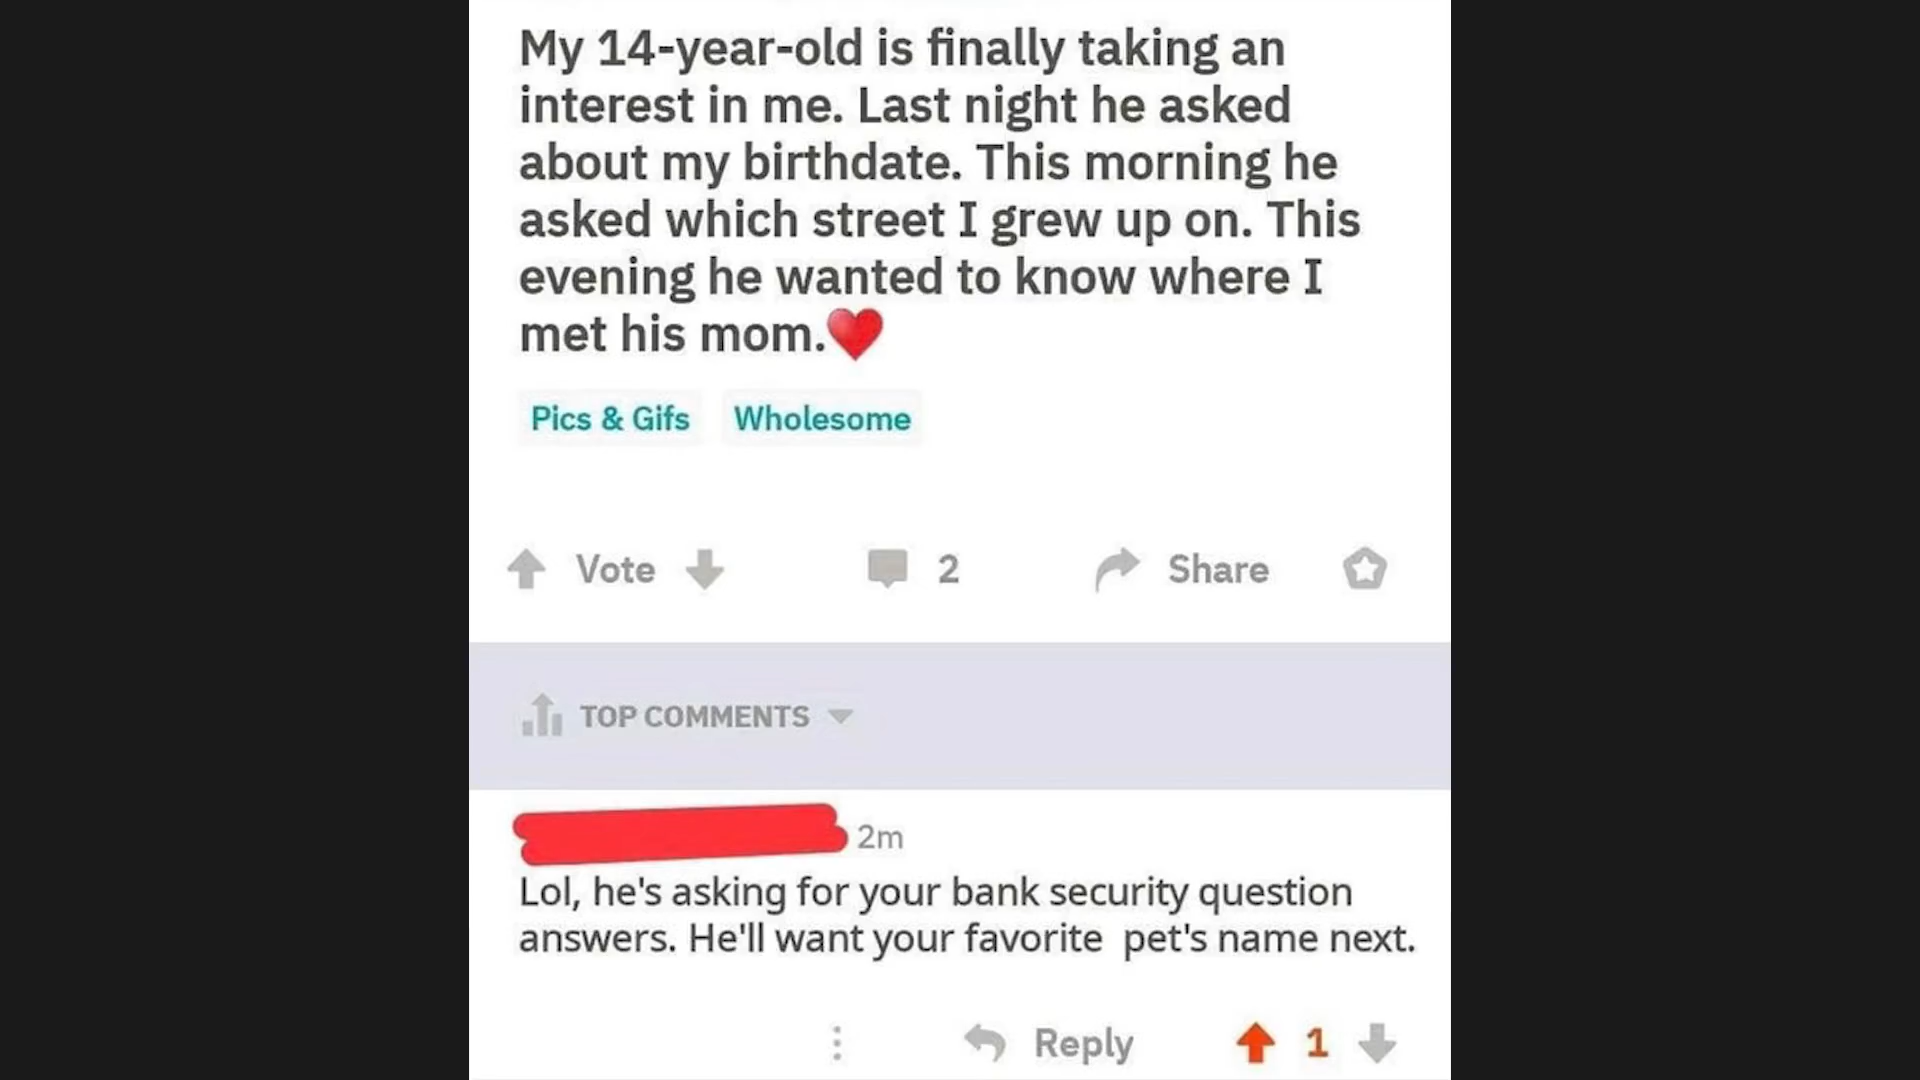 My 14-year-old is finally taking an
interest in me. Last night he asked
about my birthdate. This morning he
asked which street I grew up on. This
evening he wanted to know where I
met his mom.❤️
Pics & Gifs Wholesome
Vote 2 Share
TOP COMMENTS
2m
Lol, he's asking for your bank security question
answers. He'll want your favorite  pet's name next.
Reply 1